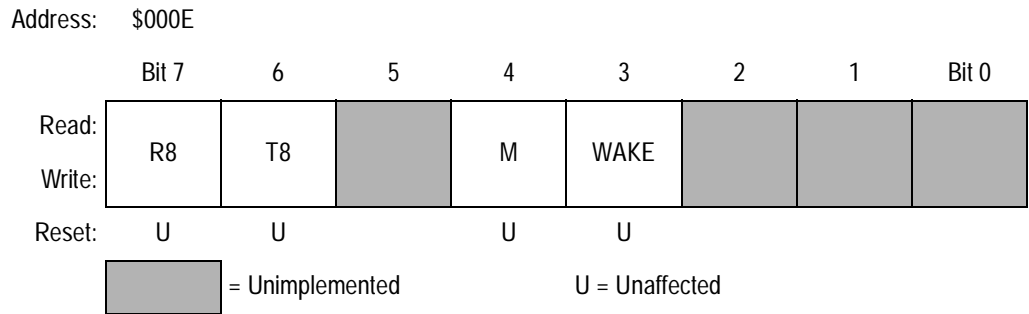 Address: $000E
Bit 7 6 5 4 3 2 1 Bit 0
Read:
R8 T8 M WAKE
Write:
Reset: U U U U
= Unimplemented U = Unaffected